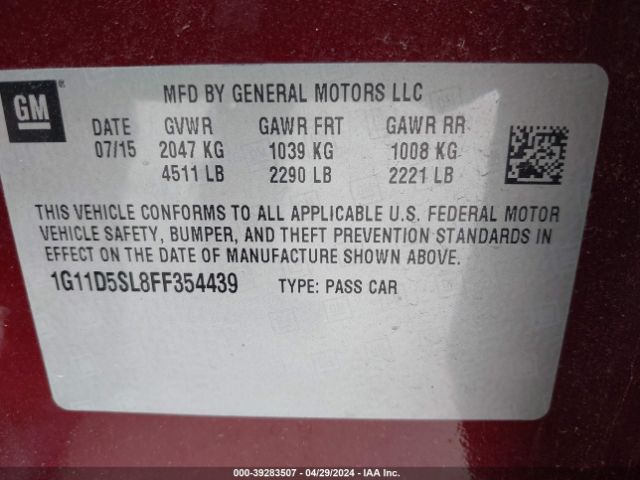 GM ®
MFD BY GENERAL MOTORS LLC
DATE GVWR GAWR FRT GAWR RR
07/15 2047 KG 1039 KG 1008 KG
4511 LB 2290 LB 2221 LB
THIS VEHICLE CONFORMS TO ALL APPLICABLE U.S. FEDERAL MOTOR
VEHICLE SAFETY, BUMPER, AND THEFT PREVENTION STANDARDS IN
EFFECT ON THE DATE OF MANUFACTURE SHOWN ABOVE.
1G11D5SL8FF354439 TYPE: PASS CAR
000-39283507 - 04/29/2024 - IAA Inc.